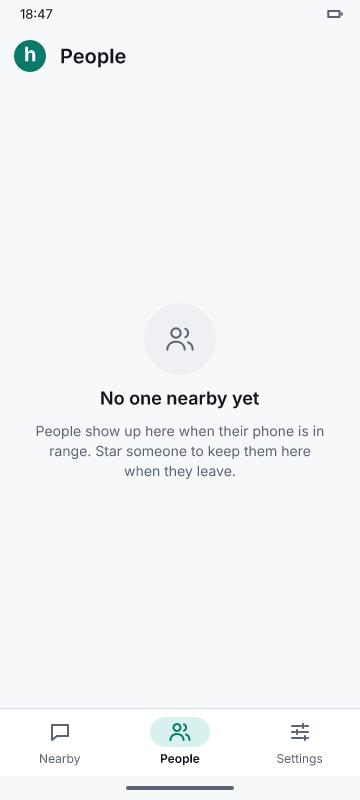 18:47
h
People
No one nearby yet
People show up here when their phone is in
range. Star someone to keep them here
when they leave.
Nearby
People
Settings